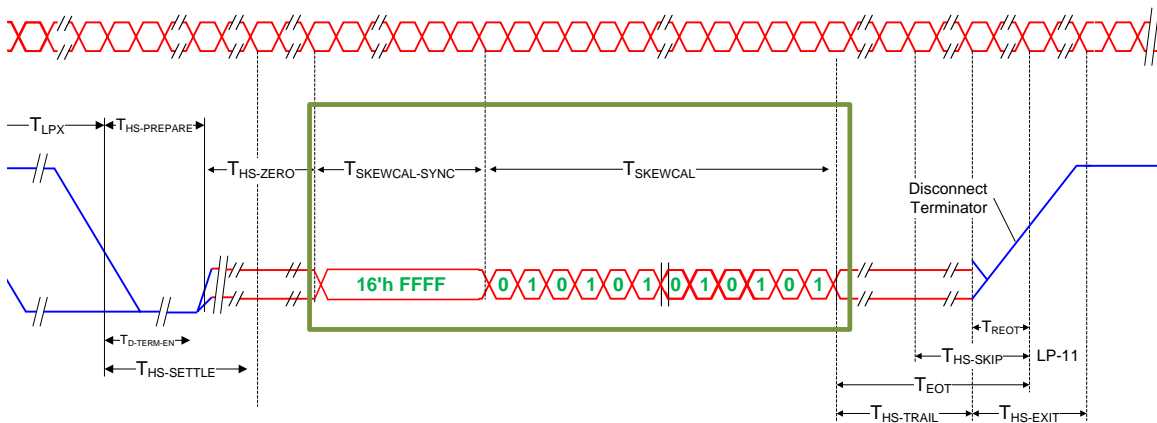 TLPX
THS-PREPARE
THS-ZERO
TSKEWCAL-SYNC
TSKEWCAL
Disconnect
Terminator
16'h FFFF
0 1 0 1 0 1 0 1 0 1 0 1
TD-TERM-EN
THS-SETTLE
TREOT
THS-SKIP
LP-11
TEOT
THS-TRAIL
THS-EXIT